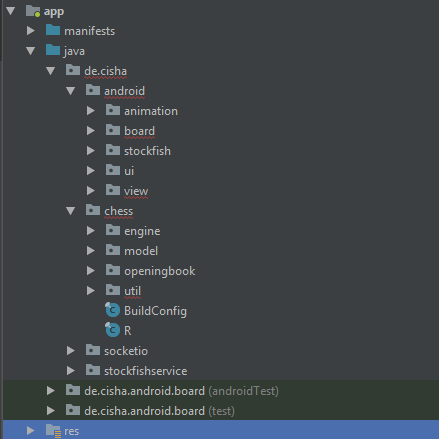 app
manifests
java
de.cisha
android
animation
board
stockfish
ui
view
chess
engine
model
openingbook
util
BuildConfig
R
socketio
stockfishservice
de.cisha.android.board (androidTest)
de.cisha.android.board (test)
res